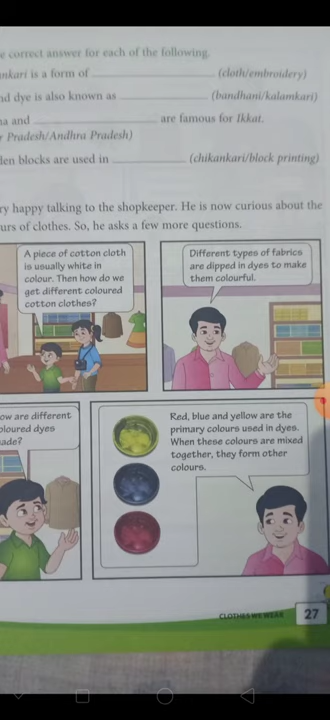 e correct answer for each of the following.
ankari is a form of (cloth/embroidery)
nd dye is also known as (bandhani/kalamkari)
na and are famous for Ikkat.
r Pradesh/Andhra Pradesh)
den blocks are used in (chikankari/block printing)
ry happy talking to the shopkeeper. He is now curious about the
urs of clothes. So, he asks a few more questions.
A piece of cotton cloth
is usually white in
colour. Then how do we
get different coloured
cotton clothes?
Different types of fabrics
are dipped in dyes to make
them colourful.
ow are different
oloured dyes
ade?
Red, blue and yellow are the
primary colours used in dyes.
When these colours are mixed
together, they form other
colours.
CLOTHES WE WEAR 27